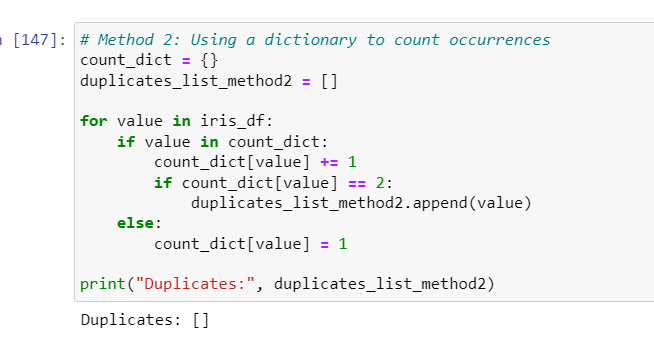 [147]: # Method 2: Using a dictionary to count occurrences
count_dict = {}
duplicates_list_method2 = []
for value in iris_df:
    if value in count_dict:
        count_dict[value] += 1
        if count_dict[value] == 2:
            duplicates_list_method2.append(value)
    else:
        count_dict[value] = 1
print("Duplicates:", duplicates_list_method2)
Duplicates: []